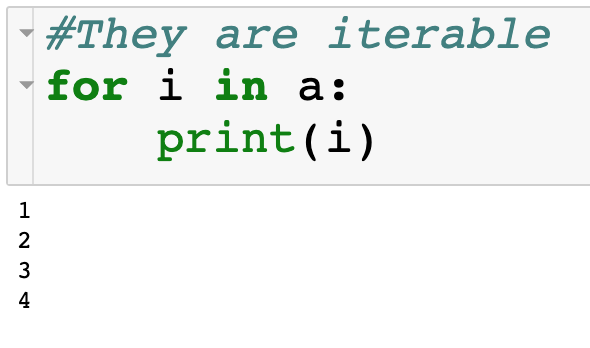 #They are iterable
for i in a:
    print(i)
1
2
3
4